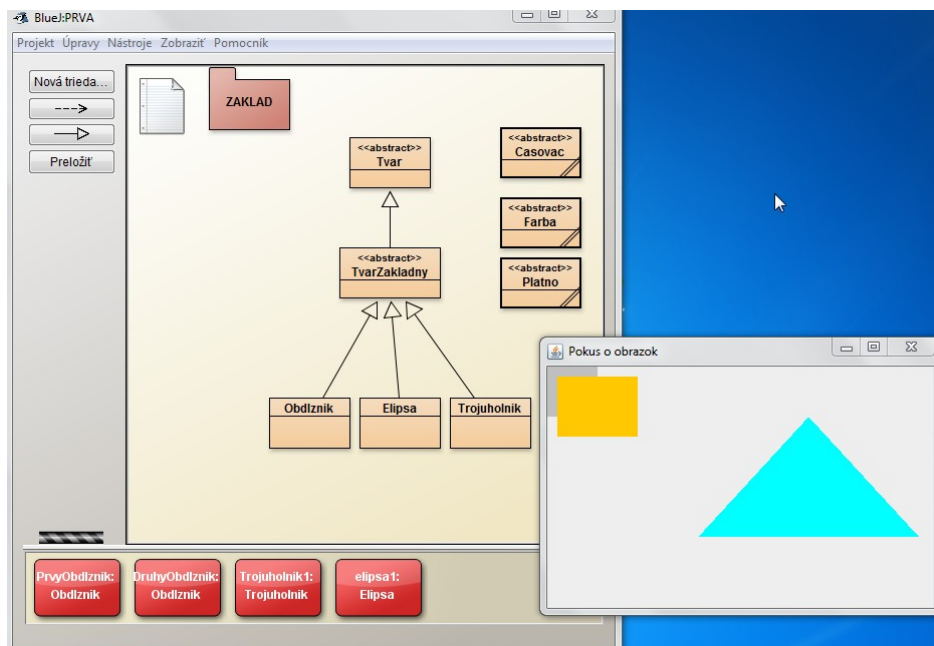 BlueJ:PRVA
Projekt Úpravy Nástroje Zobraziť Pomocník
Nová trieda...
--->
Preložiť
ZAKLAD
<<abstract>>
Tvar
<<abstract>>
TvarZakladny
Obdlznik
Elipsa
Trojuholnik
<<abstract>>
Casovac
<<abstract>>
Farba
<<abstract>>
Platno
Pokus o obrazok
PrvyObdlznik:
Obdlznik
DruhyObdlznik:
Obdlznik
Trojuholnik1:
Trojuholnik
elipsa1:
Elipsa